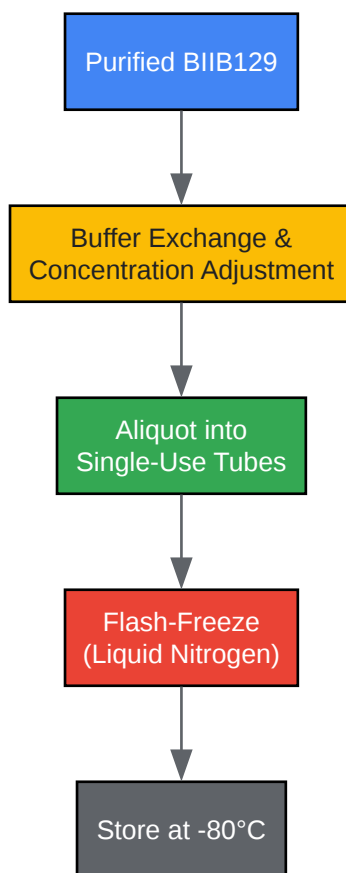 Purified BIIB129
Buffer Exchange &
Concentration Adjustment
Aliquot into
Single-Use Tubes
Flash-Freeze
(Liquid Nitrogen)
Store at -80°C